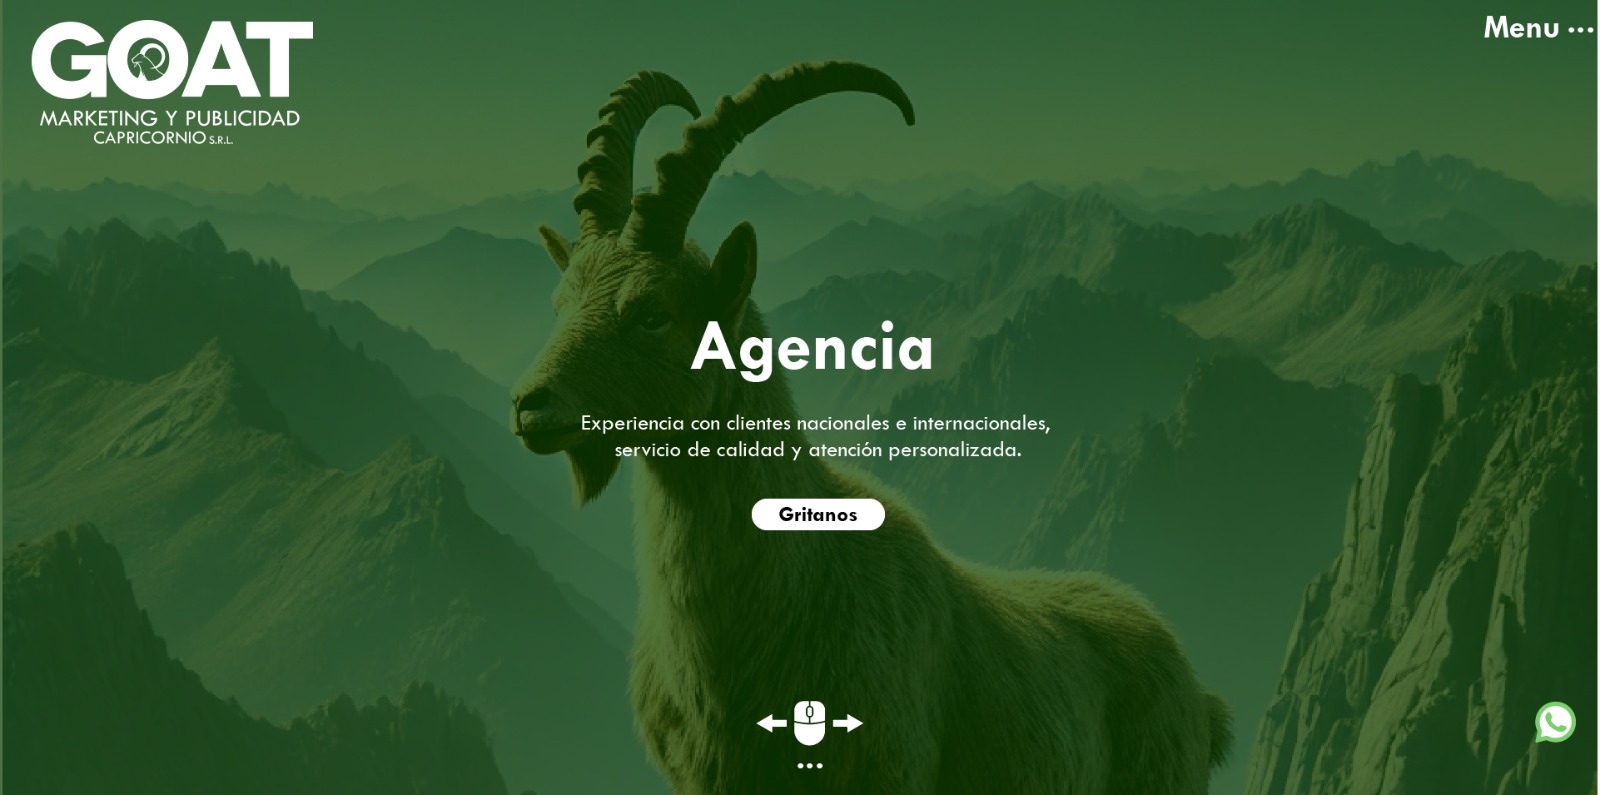 GOAT
Menu ...
MARKETING Y PUBLICIDAD
CAPRICORNIO S.R.L.
Agencia
Experiencia con clientes nacionales e internacionales,
servicio de calidad y atención personalizada.
Gritanos
...